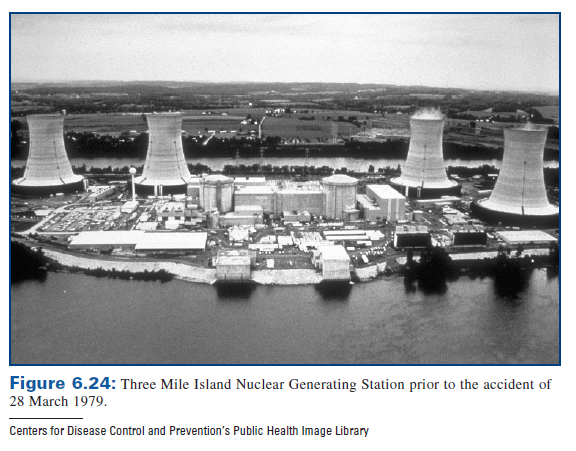 Figure 6.24: Three Mile Island Nuclear Generating Station prior to the accident of
28 March 1979.
Centers for Disease Control and Prevention's Public Health Image Library